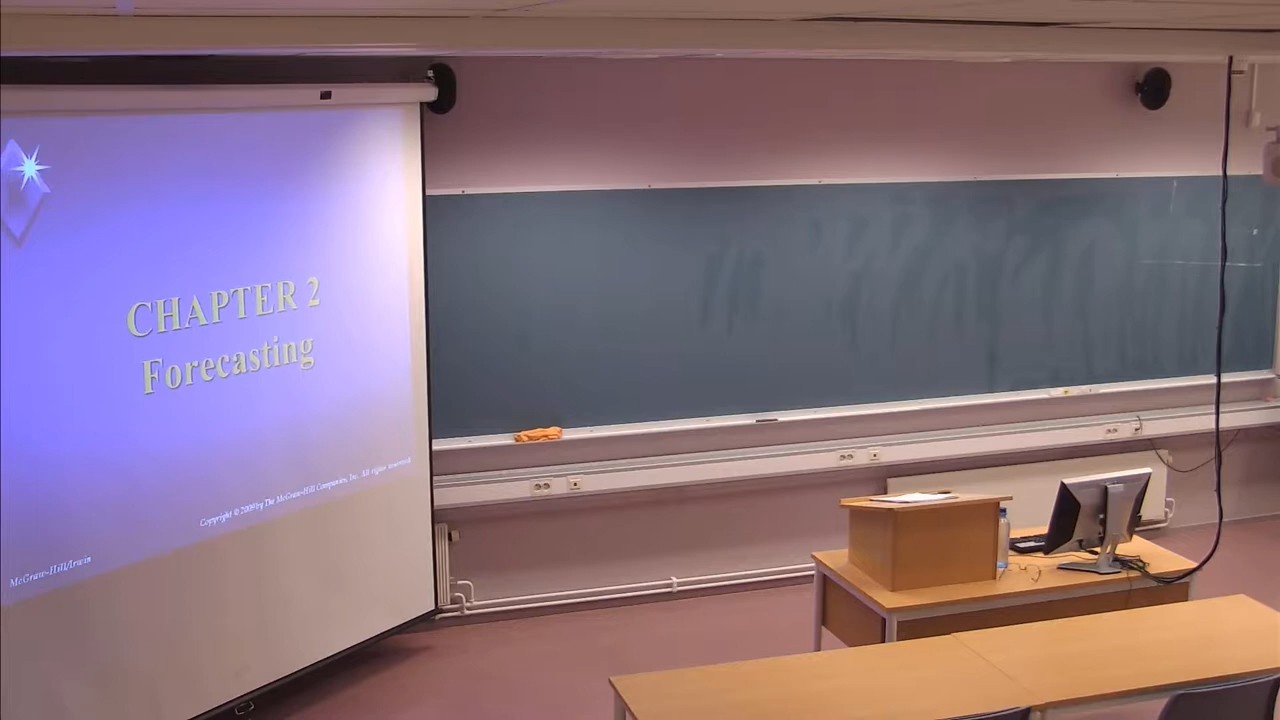 CHAPTER 2
Forecasting
Copyright © 2009 by The McGraw-Hill Companies, Inc. All rights reserved.
McGraw-Hill/Irwin